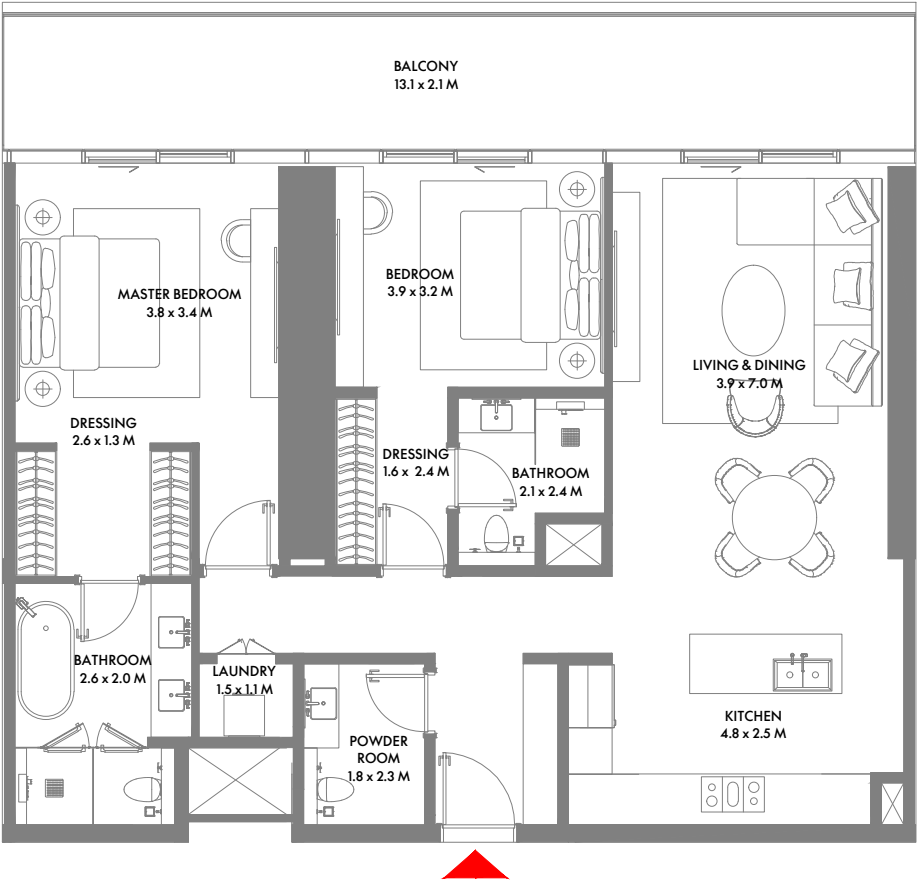 BALCONY
13.1 x 2.1 M
MASTER BEDROOM
3.8 x 3.4 M
BEDROOM
3.9 x 3.2 M
LIVING & DINING
3.9 x 7.0 M
DRESSING
2.6 x 1.3 M
DRESSING
1.6 x 2.4 M
BATHROOM
2.1 x 2.4 M
BATHROOM
2.6 x 2.0 M
LAUNDRY
1.5 x 1.1 M
POWDER
ROOM
1.8 x 2.3 M
KITCHEN
4.8 x 2.5 M